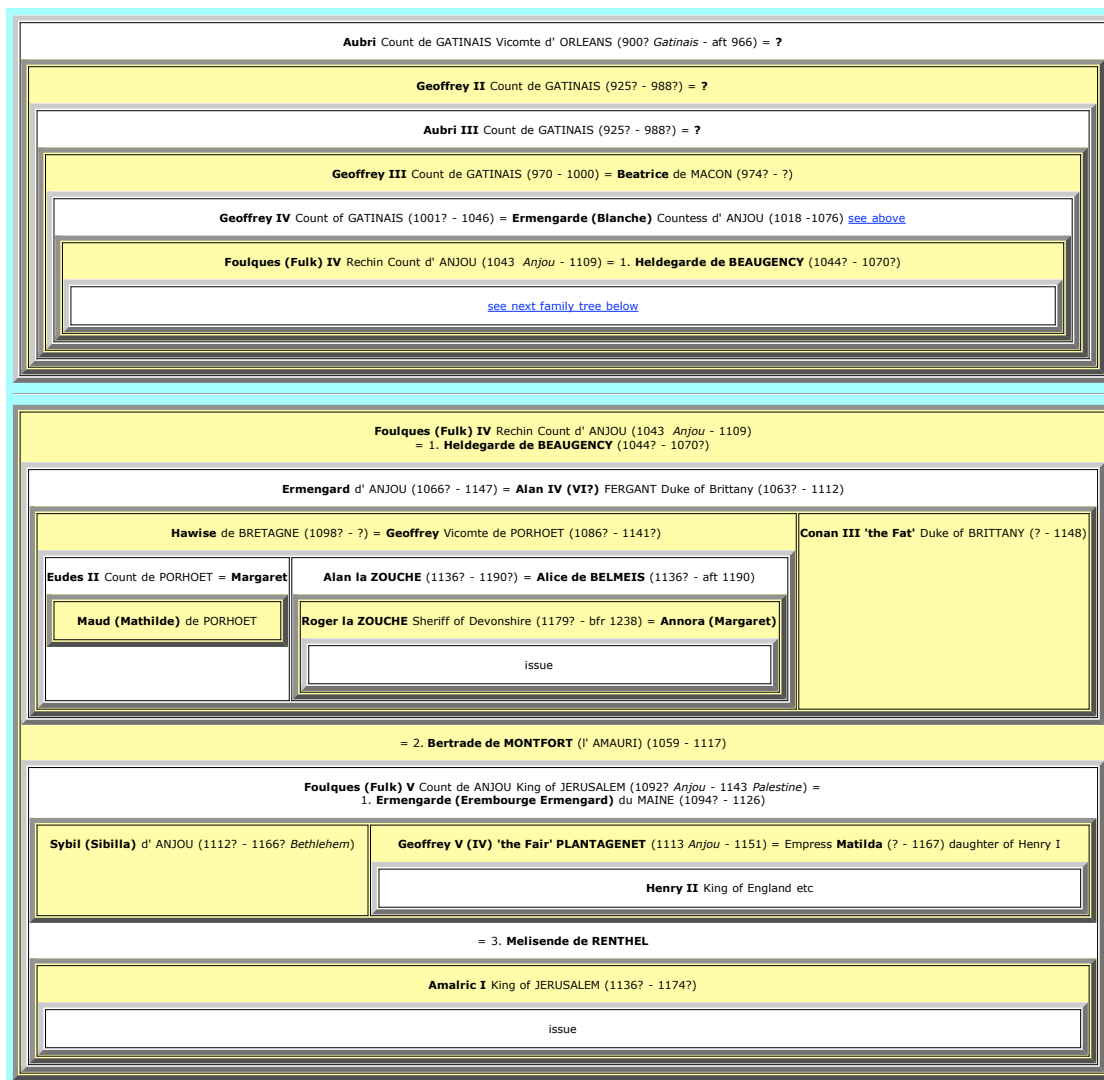 Aubri Count de GATINAIS Vicomte d' ORLEANS (900? Gatinais - aft 966) = ?
Geoffrey II Count de GATINAIS (925? - 988?) = ?
Aubri III Count de GATINAIS (925? - 988?) = ?
Geoffrey III Count de GATINAIS (970 - 1000) = Beatrice de MACON (974? - ?)
Geoffrey IV Count of GATINAIS (1001? - 1046) = Ermengarde (Blanche) Countess d' ANJOU (1018 -1076) see above
Foulques (Fulk) IV Rechin Count d' ANJOU (1043 Anjou - 1109) = 1. Heldegarde de BEAUGENCY (1044? - 1070?)
see next family tree below
Foulques (Fulk) IV Rechin Count d' ANJOU (1043 Anjou - 1109)
= 1. Heldegarde de BEAUGENCY (1044? - 1070?)
Ermengard d' ANJOU (1066? - 1147) = Alan IV (VI?) FERGANT Duke of Brittany (1063? - 1112)
Hawise de BRETAGNE (1098? - ?) = Geoffrey Vicomte de PORHOET (1086? - 1141?)
Conan III 'the Fat' Duke of BRITTANY (? - 1148)
Eudes II Count de PORHOET = Margaret
Alan la ZOUCHE (1136? - 1190?) = Alice de BELMEIS (1136? - aft 1190)
Maud (Mathilde) de PORHOET
Roger la ZOUCHE Sheriff of Devonshire (1179? - bfr 1238) = Annora (Margaret)
issue
= 2. Bertrade de MONTFORT (l' AMAURI) (1059 - 1117)
Foulques (Fulk) V Count de ANJOU King of JERUSALEM (1092? Anjou - 1143 Palestine) =
1. Ermengarde (Erembourge Ermengard) du MAINE (1094? - 1126)
Sybil (Sibilla) d' ANJOU (1112? - 1166? Bethlehem)
Geoffrey V (IV) 'the Fair' PLANTAGENET (1113 Anjou - 1151) = Empress Matilda (? - 1167) daughter of Henry I
Henry II King of England etc
= 3. Melisende de RENTHEL
Amalric I King of JERUSALEM (1136? - 1174?)
issue